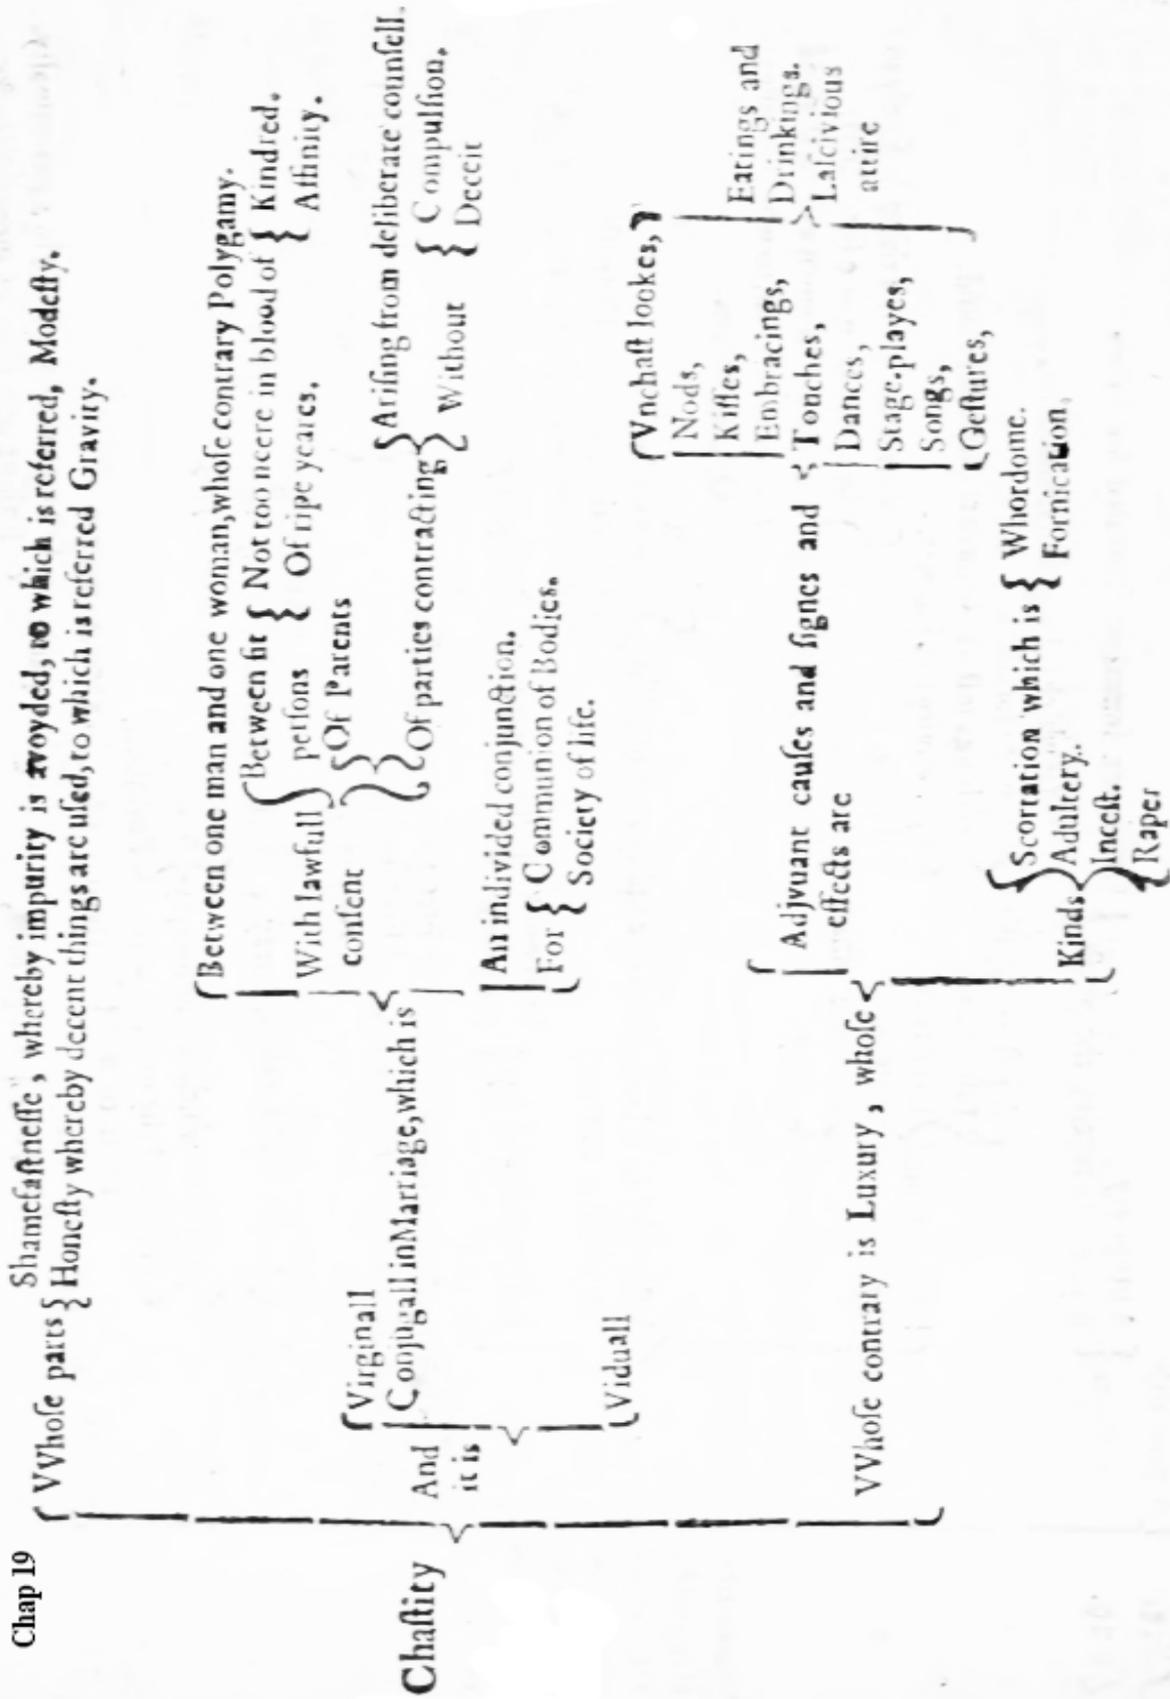 Chap 19
Chaſtity
VVhoſe parts
Shamefaſtneſſe, whereby impurity is avoyded, to which is referred, Modeſty.
Honeſty whereby decent things are uſed, to which is referred Gravity.
And
it is
Virginall
Conjugall in Marriage, which is
Between one man and one woman, whoſe contrary Polygamy.
With lawfull
conſent
Between fit
perſons
Not too neere in blood of
Kindred.
Affinity.
Of ripe yeares.
Of Parents
Of parties contracting
Ariſing from deliberate counſell.
Without
Compulſion.
Deceit
An individed conjunction.
For
Communion of Bodies.
Society of life.
Viduall
VVhoſe contrary is Luxury, whoſe
Adjvuant cauſes and ſignes and
effects are
Vnchaſt lookes,
Nods,
Kiſſes,
Embracings,
Touches,
Dances,
Stage-playes,
Songs,
Geſtures,
Eatings and
Drinkings.
Laſcivious
attire
Kinds
Scortation which is
Whordome.
Fornication,
Adultery.
Inceſt.
Raper